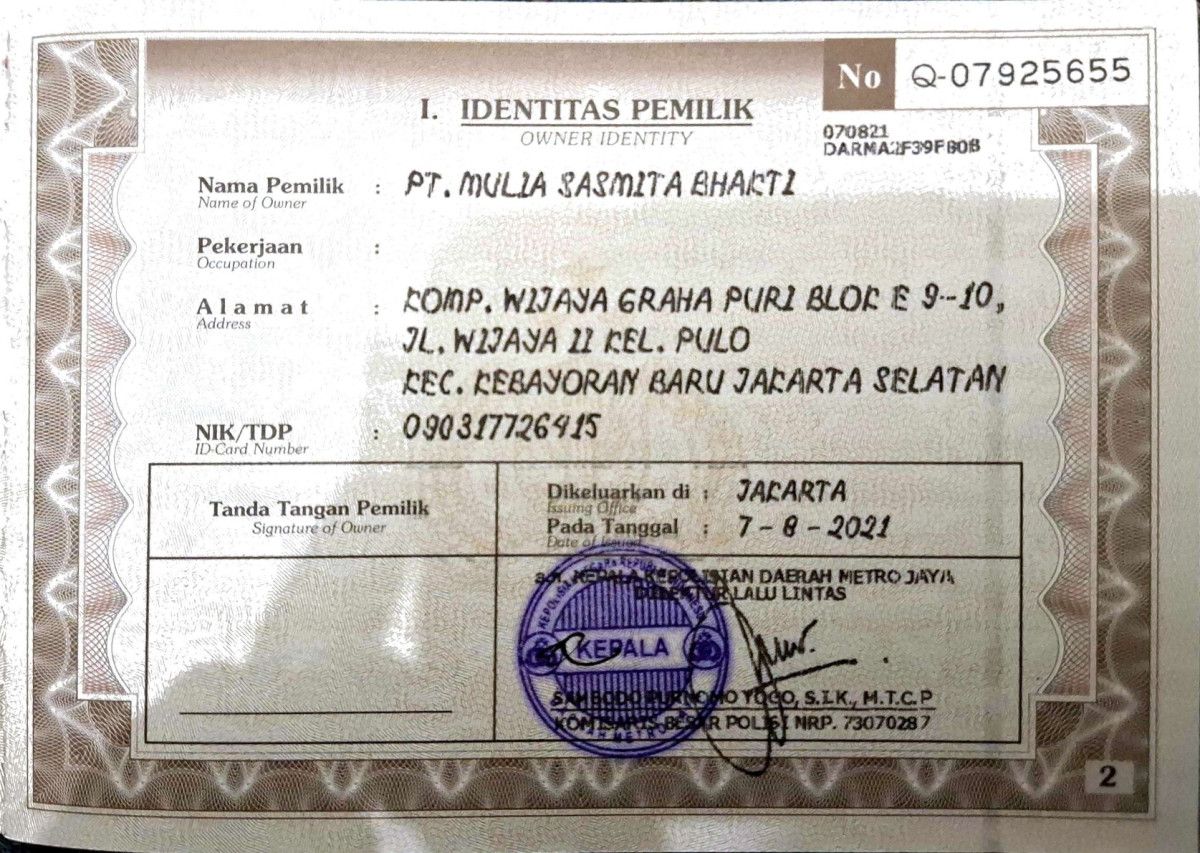 No Q-07925655
I. IDENTITAS PEMILIK
OWNER IDENTITY
070821
DARMA2F39F80B
Nama Pemilik : PT. MULIA SASMITA BHAKTI
Name of Owner
Pekerjaan :
Occupation
Alamat : KOMP. WIJAYA GRAHA PURI BLOK E 9--10,
Address
JL. WIJAYA II KEL. PULO
KEC. KEBAYORAN BARU JAKARTA SELATAN
NIK/TDP : 090317726415
ID-Card Number
Tanda Tangan Pemilik
Signature of Owner
Dikeluarkan di : JAKARTA
Issuing Office
Pada Tanggal : 7 - 8 - 2021
Date of Issued
KEPALA KEPOLISIAN DAERAH METRO JAYA
DIREKTUR LALU LINTAS
KEPALA
SAMBODO PURNOMO YOGO, S.I.K., M.T.C.P
KOMISARIS BESAR POLISI NRP. 73070287
2